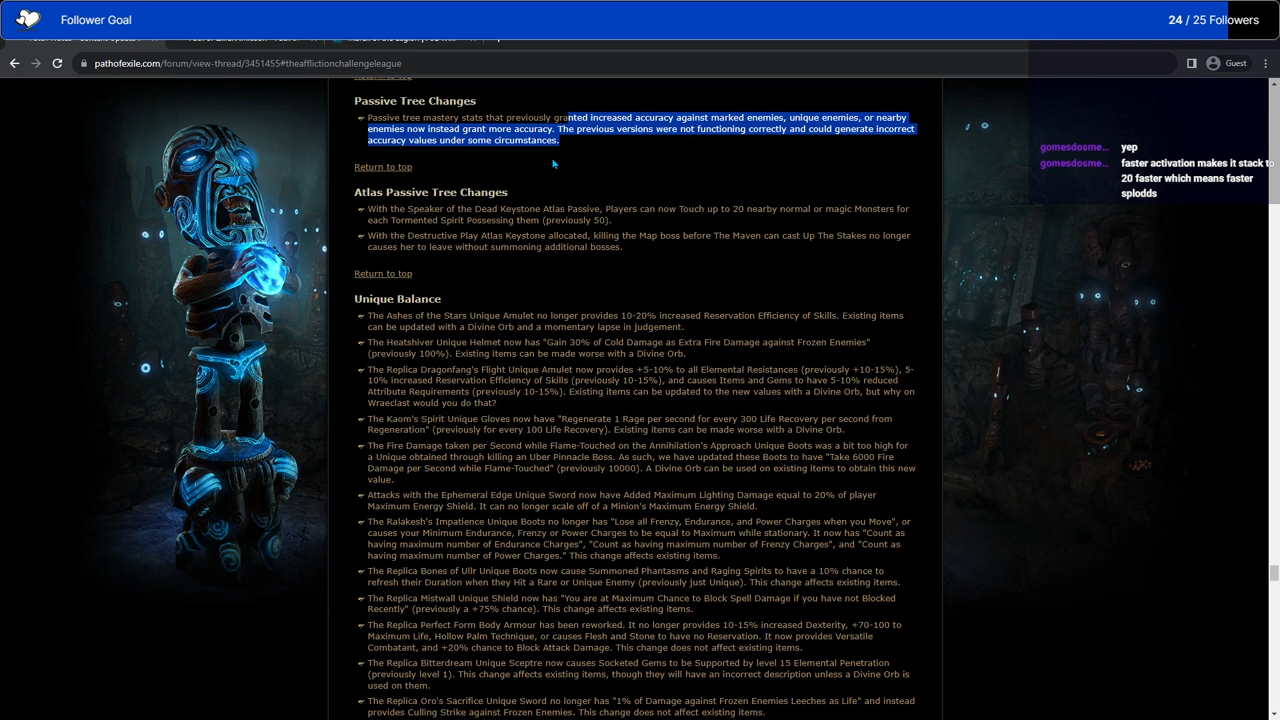 Follower Goal
24 / 25 Followers
pathofexile.com/forum/view-thread/3451455#theafflictionchallengeleague
Guest
Return to top
Passive Tree Changes
Passive tree mastery stats that previously granted increased accuracy against marked enemies, unique enemies, or nearby
enemies now instead grant more accuracy. The previous versions were not functioning correctly and could generate incorrect
accuracy values under some circumstances.
Return to top
Atlas Passive Tree Changes
With the Speaker of the Dead Keystone Atlas Passive, Players can now Touch up to 20 nearby normal or magic Monsters for
each Tormented Spirit Possessing them (previously 50).
With the Destructive Play Atlas Keystone allocated, killing the Map boss before The Maven can cast Up The Stakes no longer
causes her to leave without summoning additional bosses.
Return to top
Unique Balance
The Ashes of the Stars Unique Amulet no longer provides 10-20% increased Reservation Efficiency of Skills. Existing items
can be updated with a Divine Orb and a momentary lapse in judgement.
The Heatshiver Unique Helmet now has "Gain 30% of Cold Damage as Extra Fire Damage against Frozen Enemies"
(previously 100%). Existing items can be made worse with a Divine Orb.
The Replica Dragonfang's Flight Unique Amulet now provides +5-10% to all Elemental Resistances (previously +10-15%), 5-
10% increased Reservation Efficiency of Skills (previously 10-15%), and causes Items and Gems to have 5-10% reduced
Attribute Requirements (previously 10-15%). Existing items can be updated to the new values with a Divine Orb, but why on
Wraeclast would you do that?
The Kaom's Spirit Unique Gloves now have "Regenerate 1 Rage per second for every 300 Life Recovery per second from
Regeneration" (previously for every 100 Life Recovery). Existing items can be made worse with a Divine Orb.
The Fire Damage taken per Second while Flame-Touched on the Annihilation's Approach Unique Boots was a bit too high for
a Unique obtained through killing an Uber Pinnacle Boss. As such, we have updated these Boots to have "Take 6000 Fire
Damage per Second while Flame-Touched" (previously 10000). A Divine Orb can be used on existing items to obtain this new
value.
Attacks with the Ephemeral Edge Unique Sword now have Added Maximum Lighting Damage equal to 20% of player
Maximum Energy Shield. It can no longer scale off of a Minion's Maximum Energy Shield.
The Ralakesh's Impatience Unique Boots no longer has "Lose all Frenzy, Endurance, and Power Charges when you Move", or
causes your Minimum Endurance, Frenzy or Power Charges to be equal to Maximum while stationary. It now has "Count as
having maximum number of Endurance Charges", "Count as having maximum number of Frenzy Charges", and "Count as
having maximum number of Power Charges." This change affects existing items.
The Replica Bones of Ullr Unique Boots now cause Summoned Phantasms and Raging Spirits to have a 10% chance to
refresh their Duration when they Hit a Rare or Unique Enemy (previously just Unique). This change affects existing items.
The Replica Mistwall Unique Shield now has "You are at Maximum Chance to Block Spell Damage if you have not Blocked
Recently" (previously a +75% chance). This change affects existing items.
The Replica Perfect Form Body Armour has been reworked. It no longer provides 10-15% increased Dexterity, +70-100 to
Maximum Life, Hollow Palm Technique, or causes Flesh and Stone to have no Reservation. It now provides Versatile
Combatant, and +20% chance to Block Attack Damage. This change does not affect existing items.
The Replica Bitterdream Unique Sceptre now causes Socketed Gems to be Supported by level 15 Elemental Penetration
(previously level 1). This change affects existing items, though they will have an incorrect description unless a Divine Orb is
used on them.
The Replica Oro's Sacrifice Unique Sword no longer has "1% of Damage against Frozen Enemies Leeches as Life" and instead
provides Culling Strike against Frozen Enemies. This change does not affect existing items.
gomesdosme... yep
gomesdosme... faster activation makes it stack to
20 faster which means faster
splodds